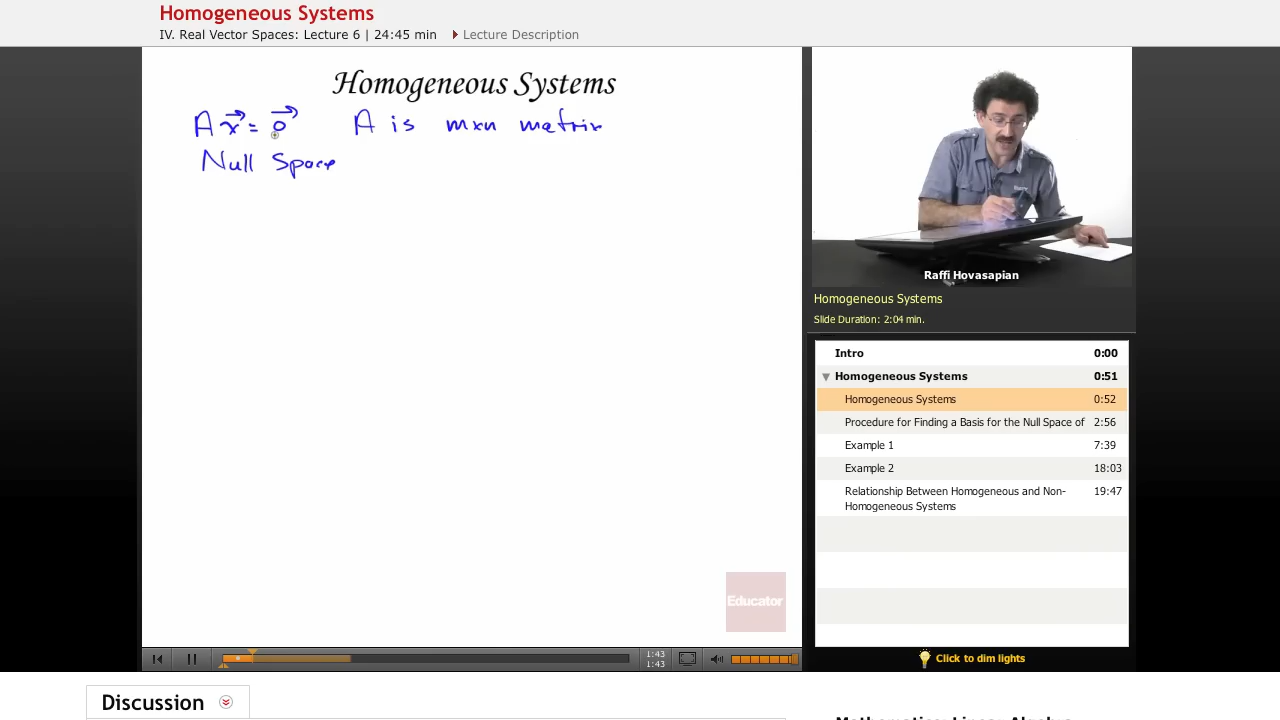 Homogeneous Systems
IV. Real Vector Spaces: Lecture 6 | 24:45 min Lecture Description
Homogeneous Systems
A x⃗ = 0⃗ A is mxn matrix
Null Space
Educator
1:43
1:43
Raffi Hovasapian
Homogeneous Systems
Slide Duration: 2:04 min.
Intro 0:00
Homogeneous Systems 0:51
Homogeneous Systems 0:52
Procedure for Finding a Basis for the Null Space of 2:56
Example 1 7:39
Example 2 18:03
Relationship Between Homogeneous and Non- 19:47
Homogeneous Systems
Click to dim lights
Discussion
Mathematics: Linear Algebra